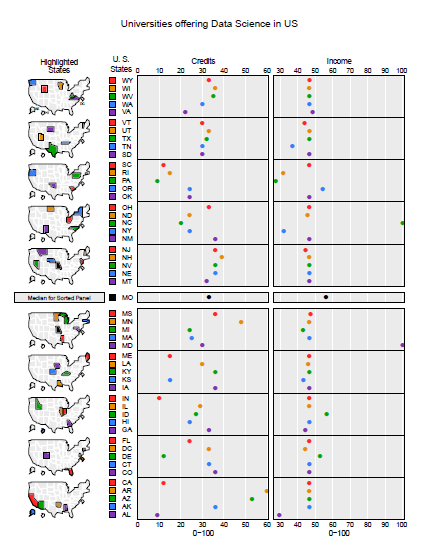 Universities offering Data Science in US
Highlighted States
U. S. States
Credits
Income
0 10 20 30 40 50 60
30 40 50 60 70 80 90 100
WY
WI
WV
WA
VA
VT
UT
TX
TN
SD
SC
RI
PA
OR
OK
OH
ND
NC
NY
NM
NJ
NH
NV
NE
MT
Median for Sorted Panel
MO
MS
MN
MI
MA
MD
ME
LA
KY
KS
IA
IN
IL
ID
HI
GA
FL
DC
DE
CT
CO
CA
AR
AZ
AK
AL
0 10 20 30 40 50 60
30 40 50 60 70 80 90 100
0-100
0-100